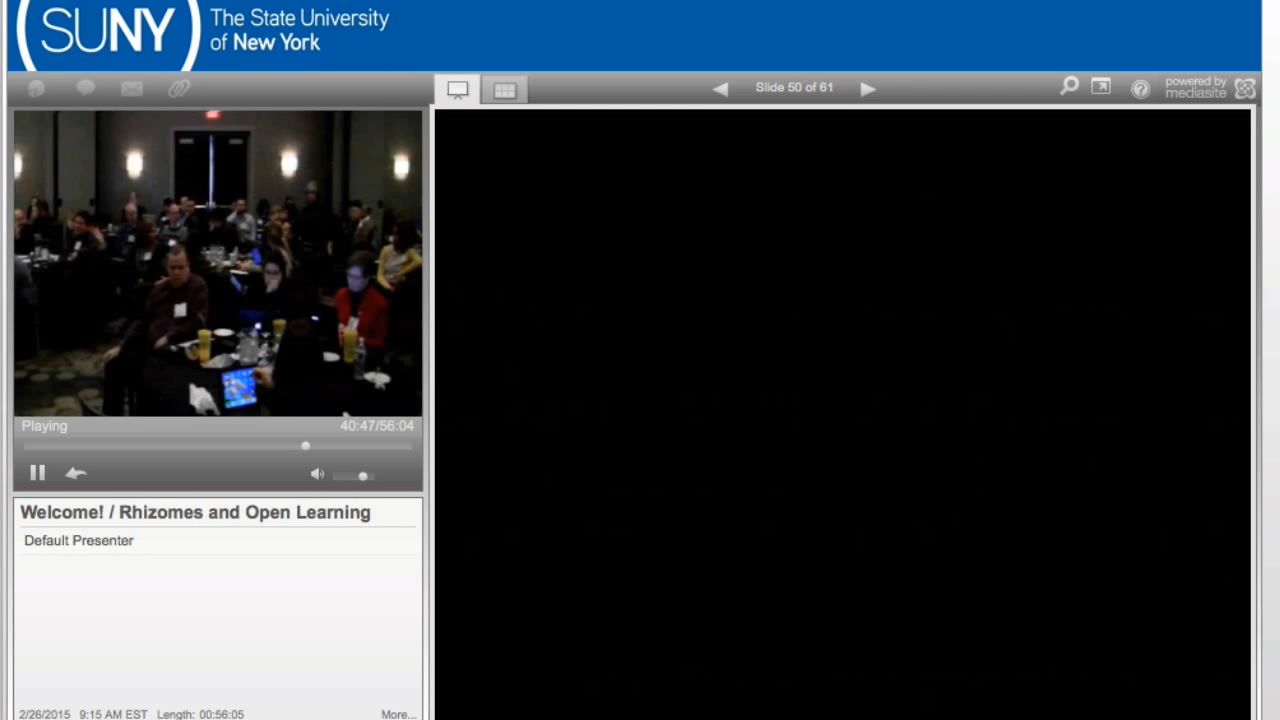 SUNY
The State University
of New York
Slide 50 of 61
powered by
mediasite
Playing
40:47/56:04
Welcome! / Rhizomes and Open Learning
Default Presenter
2/26/2015 9:15 AM EST Length: 00:56:05
More...